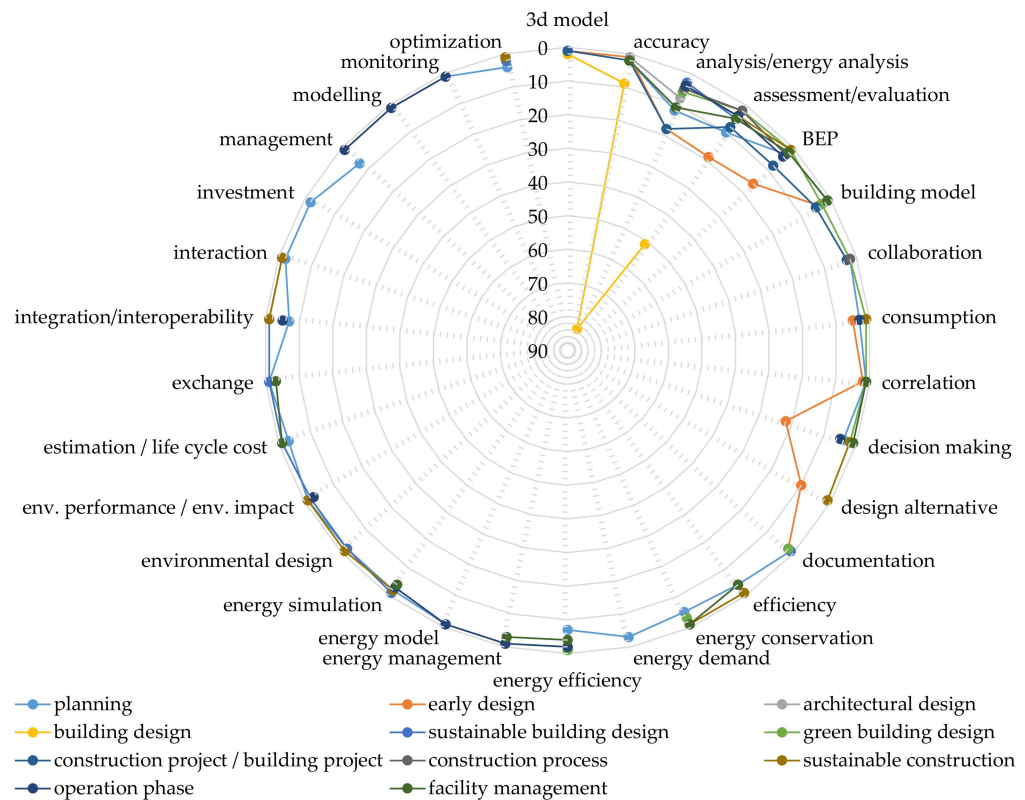 3d model
accuracy
analysis/energy analysis
assessment/evaluation
BEP
building model
collaboration
consumption
correlation
decision making
design alternative
documentation
efficiency
energy conservation
energy demand
energy efficiency
energy management
energy model
energy simulation
environmental design
env. performance / env. impact
estimation / life cycle cost
exchange
integration/interoperability
interaction
investment
management
modelling
monitoring
optimization
0
10
20
30
40
50
60
70
80
90
planning
early design
architectural design
building design
sustainable building design
green building design
construction project / building project
construction process
sustainable construction
operation phase
facility management